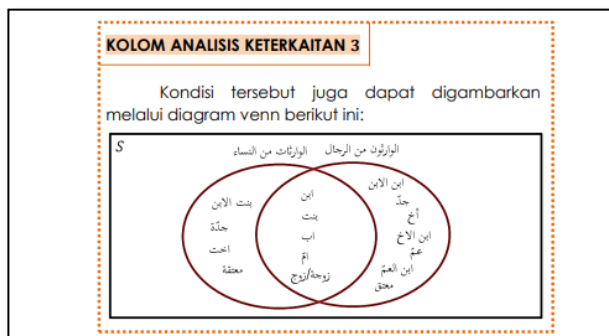 KOLOM ANALISIS KETERKAITAN 3
Kondisi tersebut juga dapat digambarkan
melalui diagram venn berikut ini:
S
الوارثون من الرجال
الوارثات من النساء
ابن الابن
جدّ
أخ
ابن الاخ
عمّ
ابن العمّ
معتق
ابن
بنت
اب
امّ
زوجة/زوج
بنت الابن
جدّة
اخت
معتقة